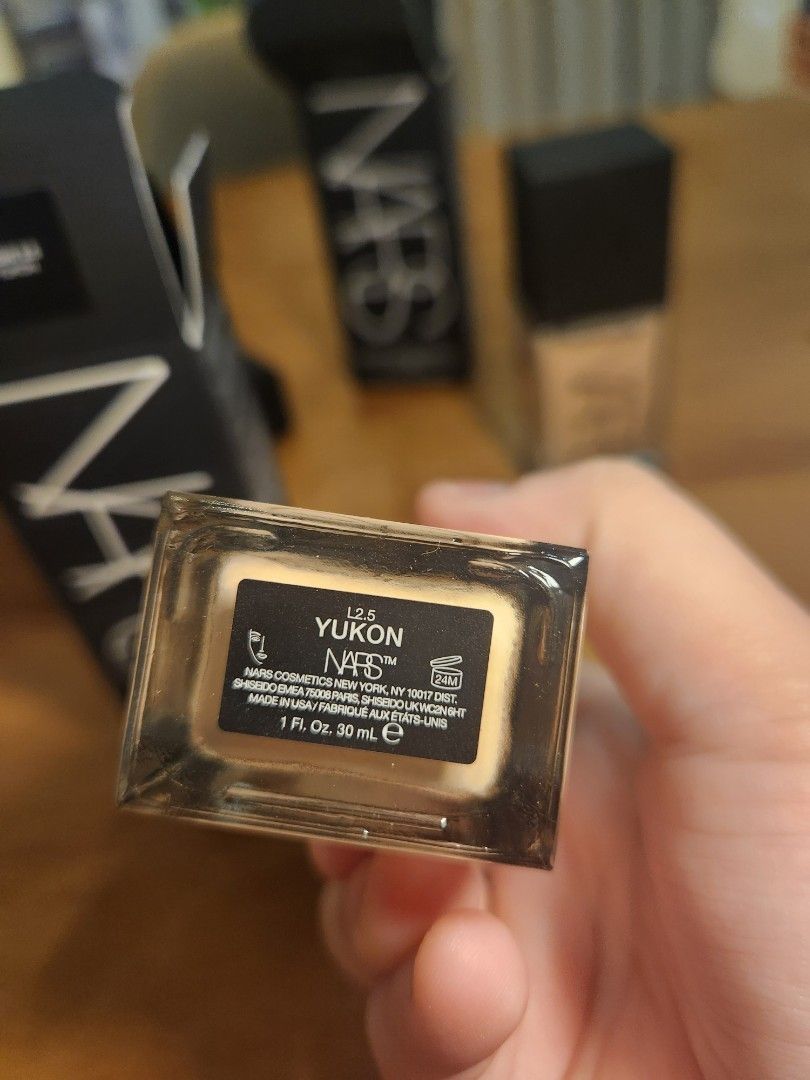 NARS
NARS
L2.5
YUKON
NARS™
24M
NARS COSMETICS NEW YORK, NY 10017 DIST.
SHISEIDO EMEA 75008 PARIS, SHISEIDO UK WC2N 6HT
MADE IN USA / FABRIQUÉ AUX ÉTATS-UNIS
1 Fl. Oz. 30 mL e